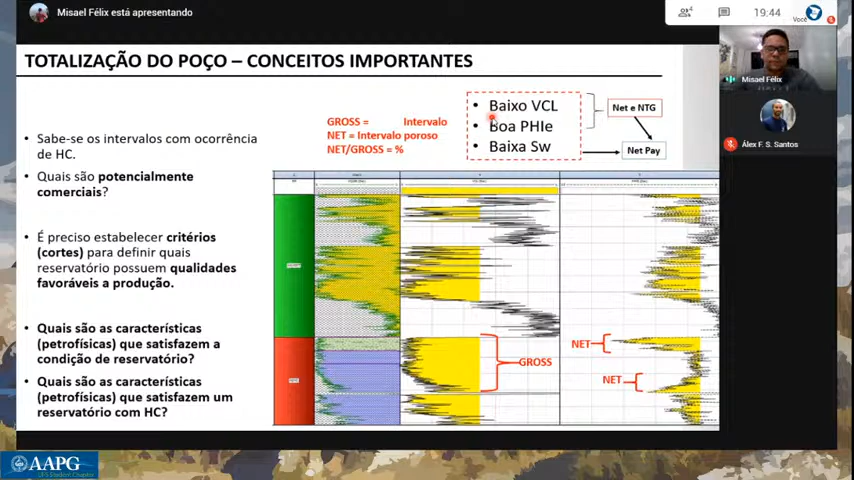 Misael Félix está apresentando
4
19:44
Você
TOTALIZAÇÃO DO POÇO – CONCEITOS IMPORTANTES
Misael Félix
Álex F. S. Santos
GROSS = Intervalo
NET = Intervalo poroso
NET/GROSS = %
• Baixo VCL
• Boa PHIe
• Baixa Sw
Net e NTG
Net Pay
• Sabe-se os intervalos com ocorrência
de HC.
• Quais são potencialmente
comerciais?
• É preciso estabelecer critérios
(cortes) para definir quais
reservatório possuem qualidades
favoráveis a produção.
• Quais são as características
(petrofísicas) que satisfazem a
condição de reservatório?
• Quais são as características
(petrofísicas) que satisfazem um
reservatório com HC?
GROSS
NET
NET
AAPG